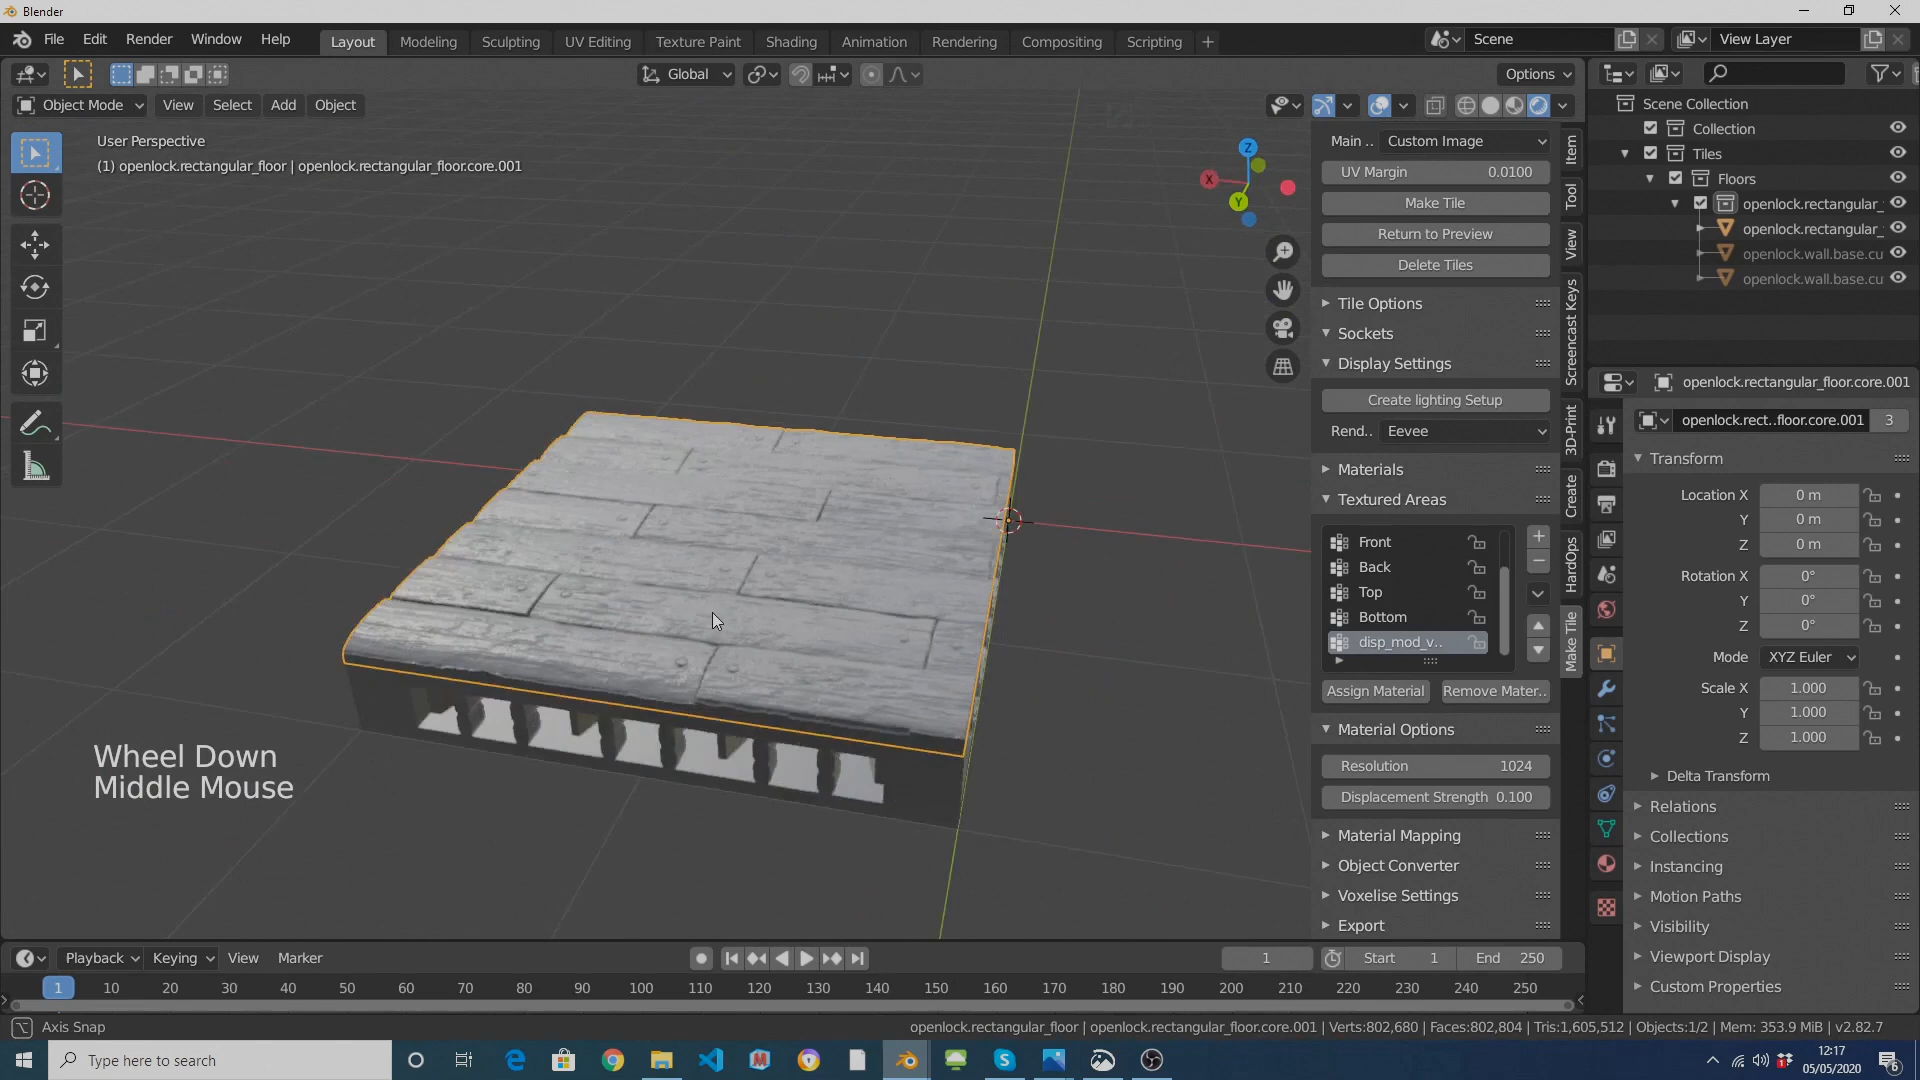 Blender
File Edit Render Window Help
Layout Modeling Sculpting UV Editing Texture Paint Shading Animation Rendering Compositing Scripting +
Scene View Layer
Global Options
Object Mode View Select Add Object
User Perspective
(1) openlock.rectangular_floor | openlock.rectangular_floor.core.001
X Y Z
Main .. Custom Image
UV Margin 0.0100
Make Tile
Return to Preview
Delete Tiles
Tile Options
Sockets
Display Settings
Create lighting Setup
Rend.. Eevee
Materials
Textured Areas
Front
Back
Top
Bottom
disp_mod_v..
Assign Material Remove Mater..
Material Options
Resolution 1024
Displacement Strength 0.100
Material Mapping
Object Converter
Voxelise Settings
Export
Item
Tool
View
Screencast Keys
3D-Print
Create
HardOps
Make Tile
Scene Collection
Collection
Tiles
Floors
openlock.rectangular_
openlock.rectangular_
openlock.wall.base.cu
openlock.wall.base.cu
openlock.rectangular_floor.core.001
openlock.rect..floor.core.001 3
Transform
Location X 0 m
Y 0 m
Z 0 m
Rotation X 0°
Y 0°
Z 0°
Mode XYZ Euler
Scale X 1.000
Y 1.000
Z 1.000
Delta Transform
Relations
Collections
Instancing
Motion Paths
Visibility
Viewport Display
Custom Properties
Wheel Down
Middle Mouse
Playback Keying View Marker 1 Start 1 End 250
1 10 20 30 40 50 60 70 80 90 100 110 120 130 140 150 160 170 180 190 200 210 220 230 240 250
Axis Snap openlock.rectangular_floor | openlock.rectangular_floor.core.001 | Verts:802,680 | Faces:802,804 | Tris:1,605,512 | Objects:1/2 | Mem: 353.9 MiB | v2.82.7
Type here to search
12:17
05/05/2020
6